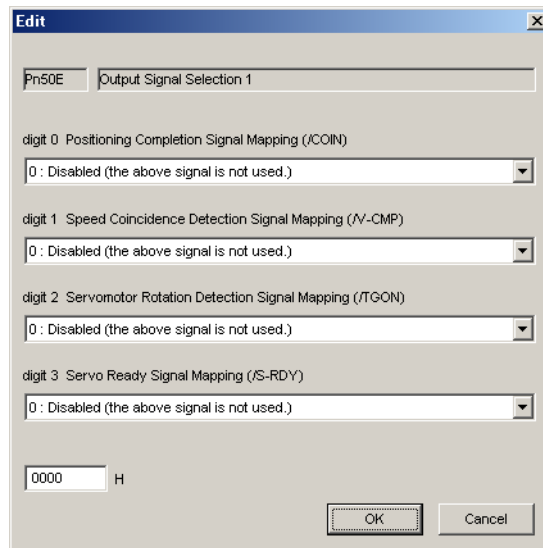 Edit
Pn50E Output Signal Selection 1
digit 0 Positioning Completion Signal Mapping (/COIN)
0 : Disabled (the above signal is not used.)
digit 1 Speed Coincidence Detection Signal Mapping (/V-CMP)
0 : Disabled (the above signal is not used.)
digit 2 Servomotor Rotation Detection Signal Mapping (/TGON)
0 : Disabled (the above signal is not used.)
digit 3 Servo Ready Signal Mapping (/S-RDY)
0 : Disabled (the above signal is not used.)
0000 H
OK Cancel